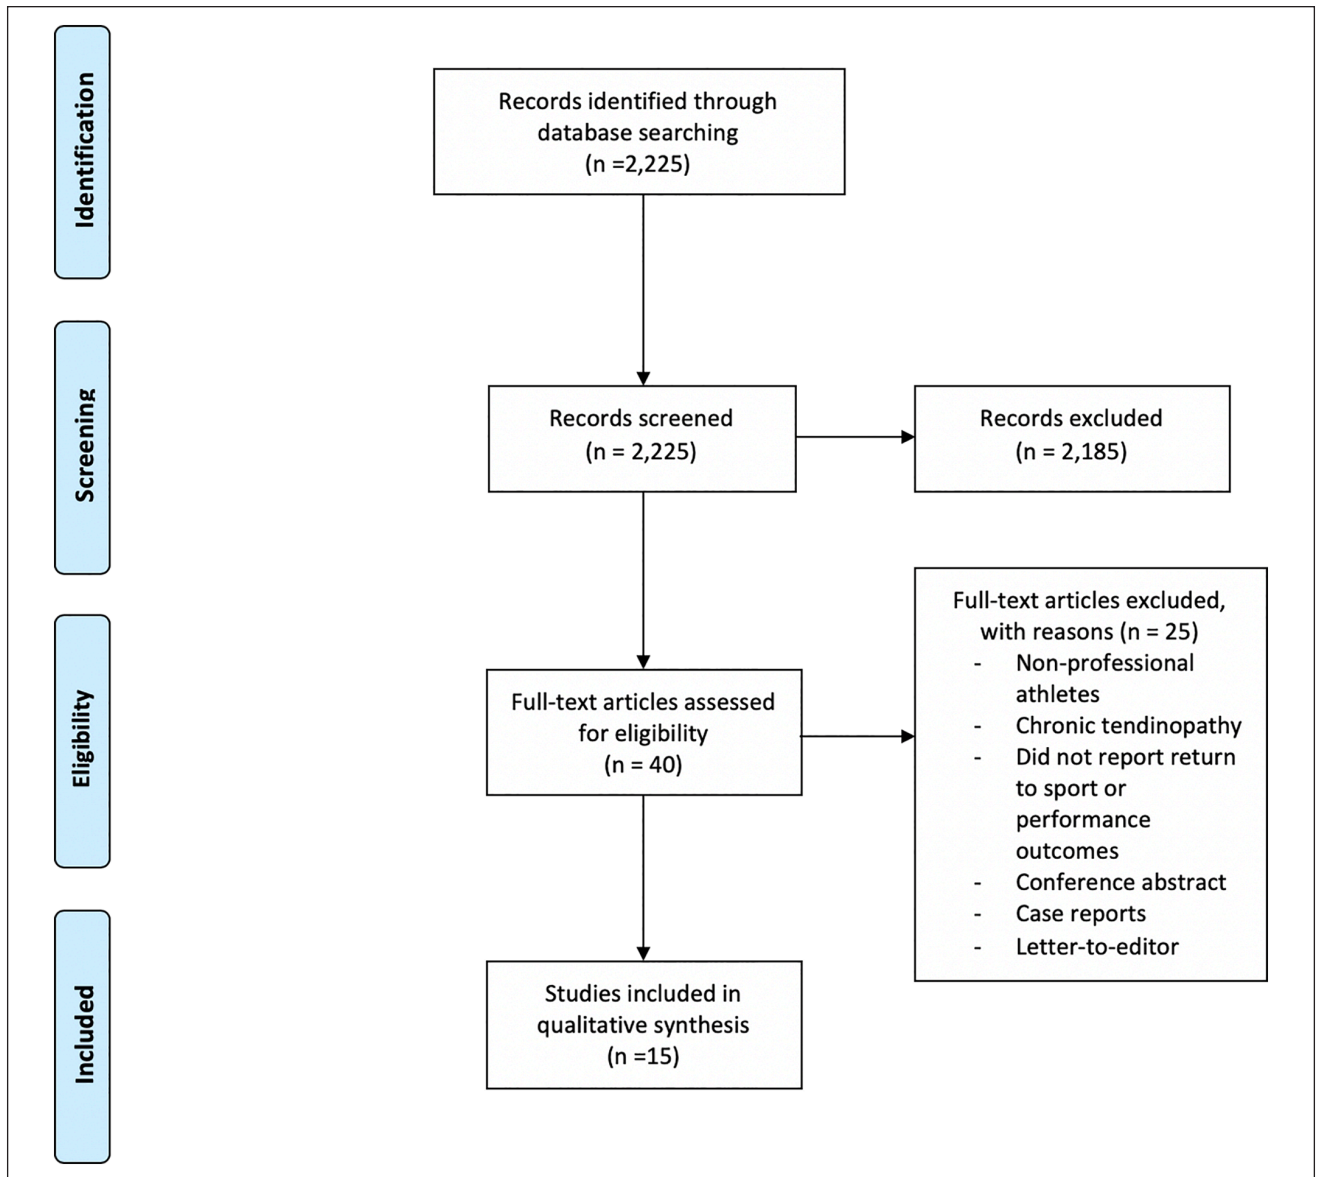 Identification
Records identified through
database searching
(n =2,225)
Screening
Records screened
(n = 2,225)
Records excluded
(n = 2,185)
Eligibility
Full-text articles assessed
for eligibility
(n = 40)
Full-text articles excluded,
with reasons (n = 25)
- Non-professional
athletes
- Chronic tendinopathy
- Did not report return
to sport or
performance
outcomes
- Conference abstract
- Case reports
- Letter-to-editor
Included
Studies included in
qualitative synthesis
(n =15)